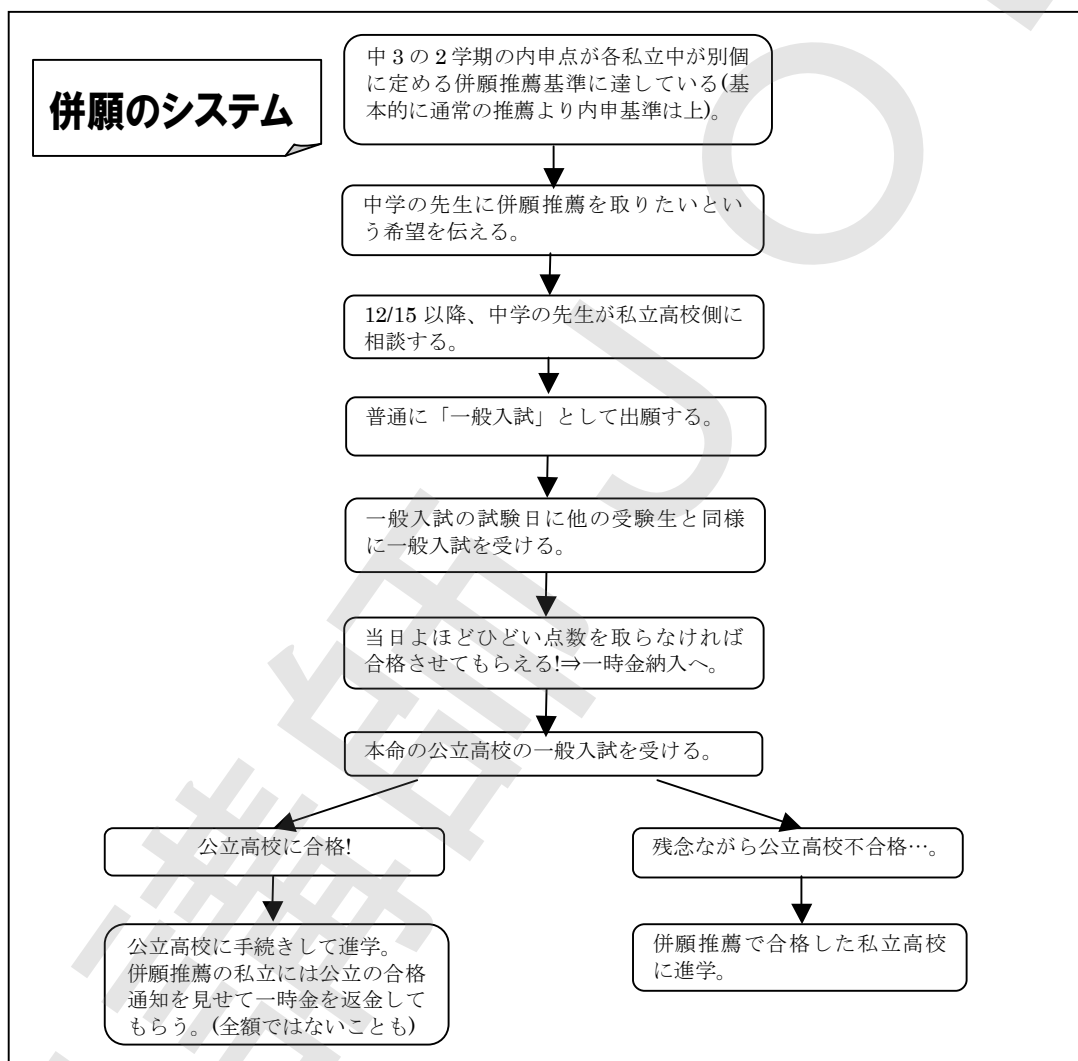 併願のシステム
中 3 の 2 学期の内申点が各私立中が別個
に定める併願推薦基準に達している(基
本的に通常の推薦より内申基準は上)。
中学の先生に併願推薦を取りたいとい
う希望を伝える。
12/15 以降、中学の先生が私立高校側に
相談する。
普通に「一般入試」として出願する。
一般入試の試験日に他の受験生と同様
に一般入試を受ける。
当日よほどひどい点数を取らなければ
合格させてもらえる!⇒一時金納入へ。
本命の公立高校の一般入試を受ける。
公立高校に合格!
残念ながら公立高校不合格…。
公立高校に手続きして進学。
併願推薦の私立には公立の合格
通知を見せて一時金を返金して
もらう。(全額ではないことも)
併願推薦で合格した私立高校
に進学。
講師 J O